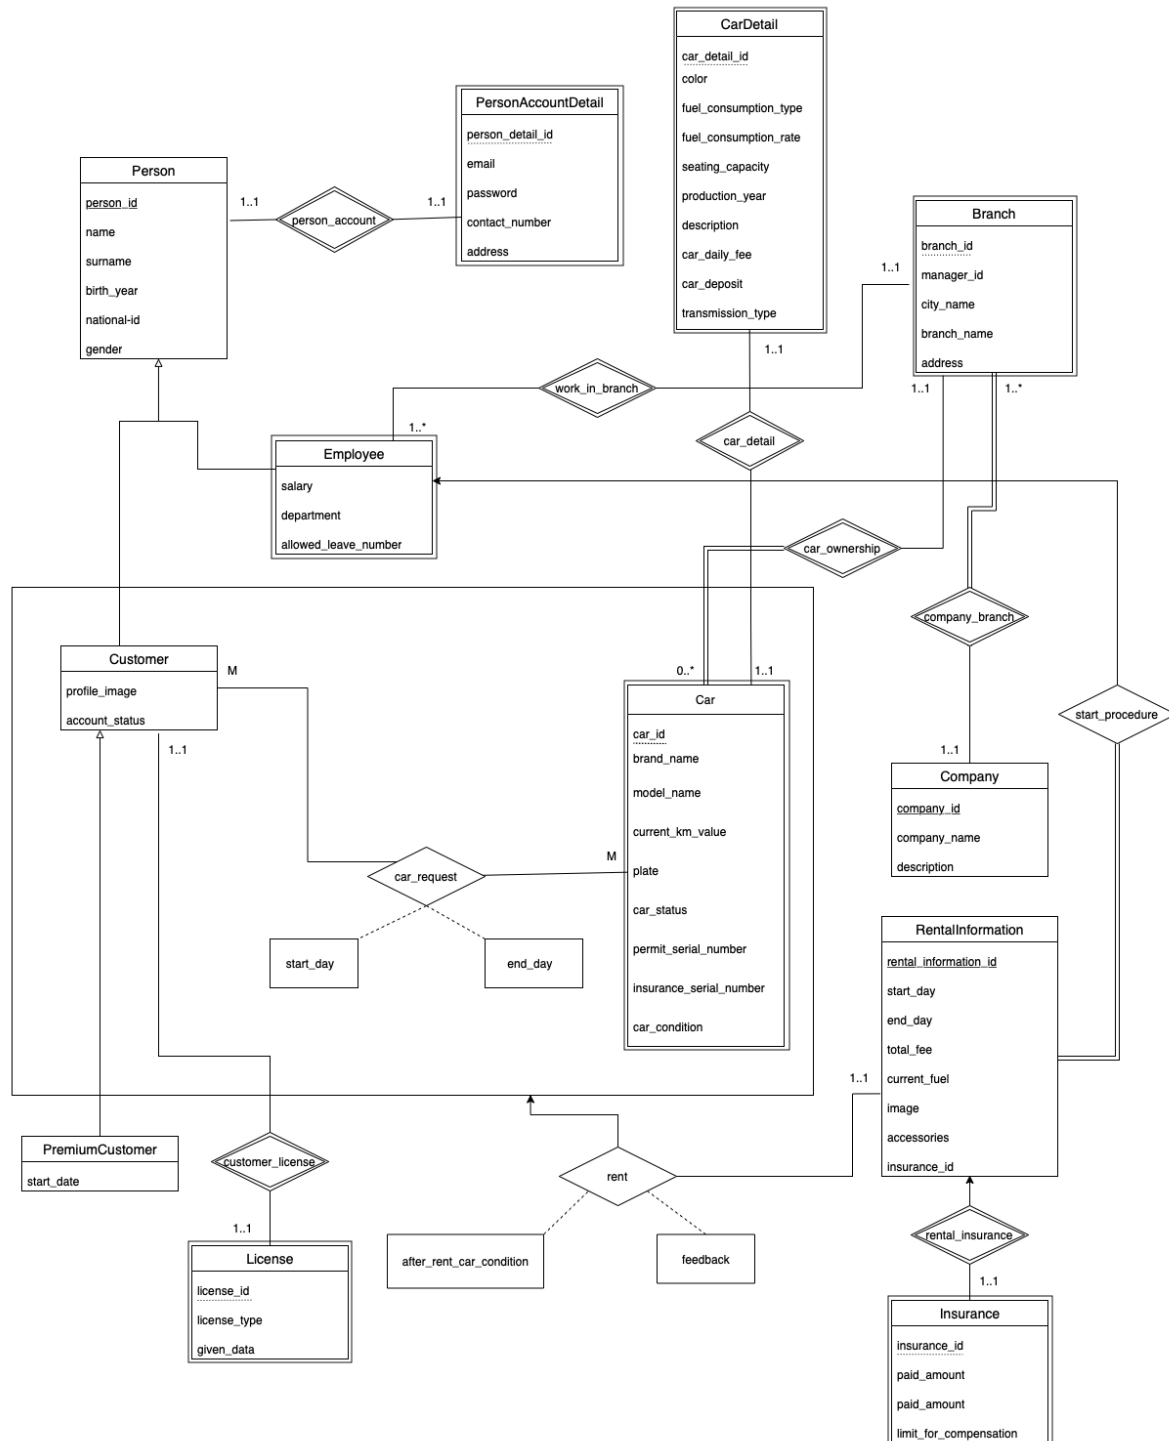 CarDetail
car_detail_id
color
fuel_consumption_type
fuel_consumption_rate
seating_capacity
production_year
description
car_daily_fee
car_deposit
transmission_type
1..1
PersonAccountDetail
person_detail_id
email
password
contact_number
address
Person
person_id
name
surname
birth_year
national-id
gender
1..1
person_account
1..1
Branch
branch_id
manager_id
city_name
branch_name
address
1..1
1..1
1..*
work_in_branch
car_detail
1..*
Employee
salary
department
allowed_leave_number
car_ownership
company_branch
Customer
profile_image
account_status
M
1..1
0..*
1..1
Car
car_id
brand_name
model_name
current_km_value
plate
car_status
permit_serial_number
insurance_serial_number
car_condition
start_procedure
1..1
Company
company_id
company_name
description
car_request
M
start_day
end_day
RentalInformation
rental_information_id
start_day
end_day
total_fee
current_fuel
image
accessories
insurance_id
1..1
PremiumCustomer
start_date
customer_license
1..1
rent
after_rent_car_condition
feedback
License
license_id
license_type
given_data
rental_insurance
1..1
Insurance
insurance_id
paid_amount
paid_amount
limit_for_compensation